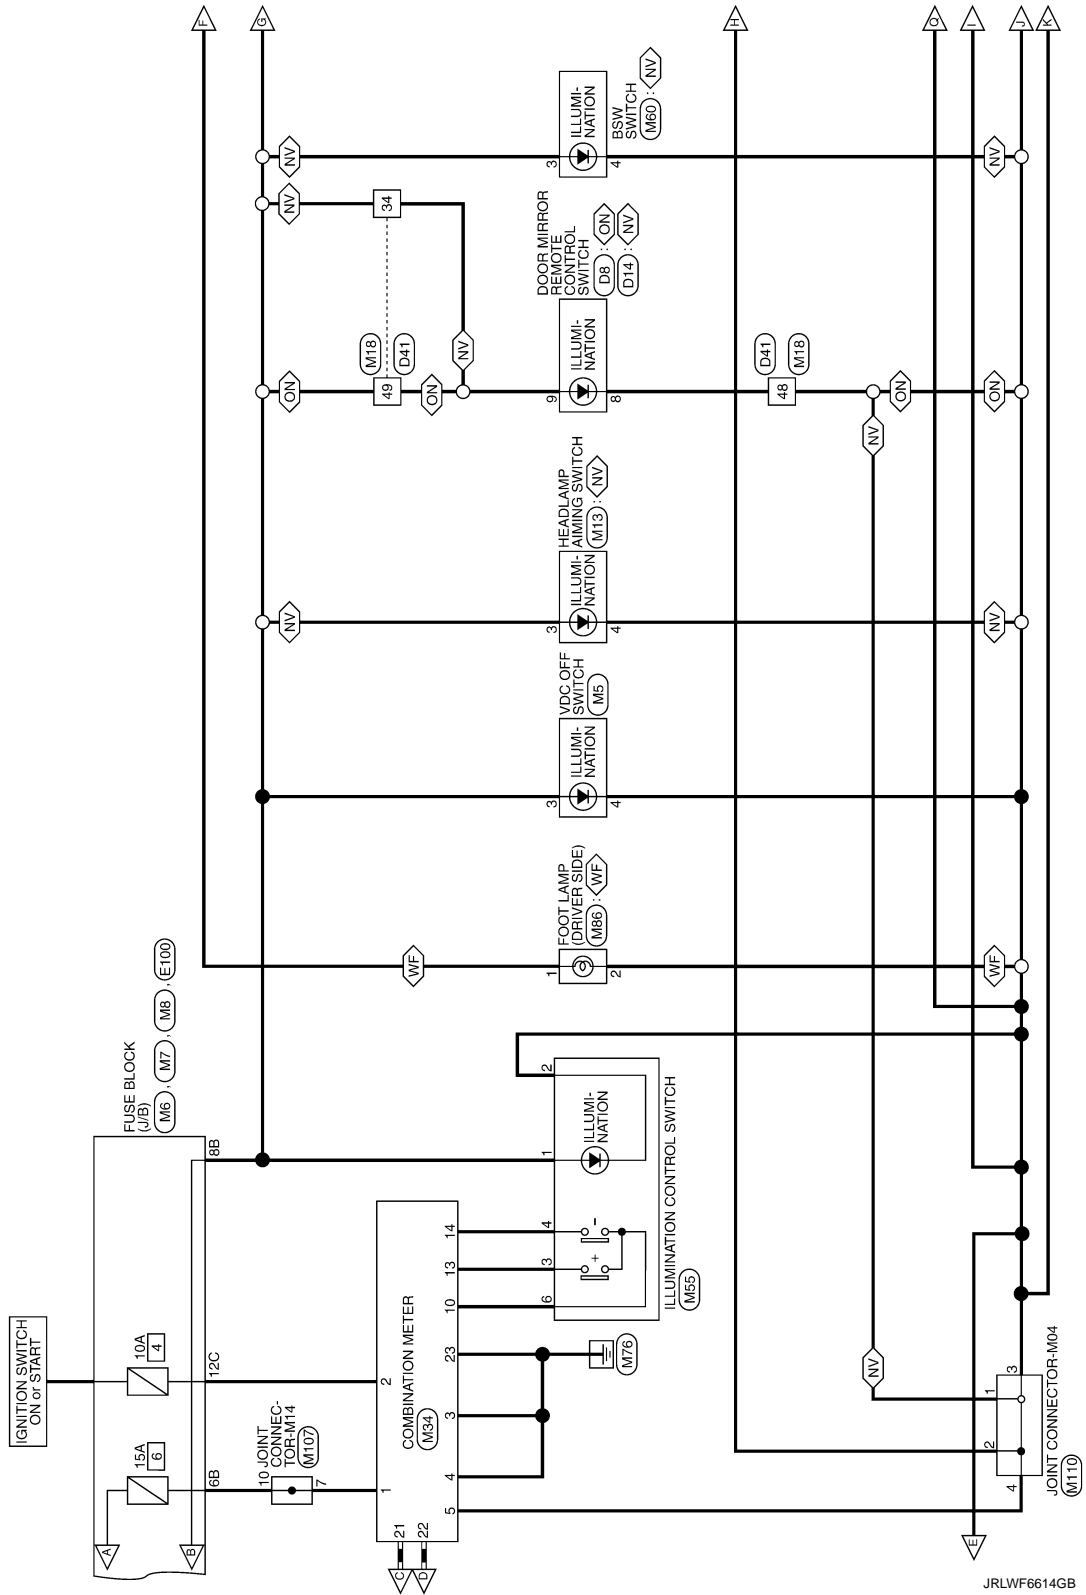 F
G
H
Q
I
J
K
NV
NV
34
ILLUMI-
NATION
3
4
BSW
SWITCH
M60 : NV
NV
ON
M18
D41
49
ON
NV
DOOR MIRROR
REMOTE
CONTROL
SWITCH
D8 : ON
D14 : NV
ILLUMI-
NATION
9
8
D41
M18
48
NV
ON
ON
NV
HEADLAMP
AIMING SWITCH
M13 : NV
ILLUMI-
NATION
3
4
NV
VDC OFF
SWITCH
M5
ILLUMI-
NATION
3
4
WF
FOOT LAMP
(DRIVER SIDE)
M86 : WF
1
2
WF
FUSE BLOCK
(J/B)
M6 , M7 , M8 , E100
IGNITION SWITCH
ON or START
15A
6
10A
4
A
B
6B
12C
8B
10 JOINT
CONNEC-
TOR-M14
M107
7
COMBINATION METER
M34
1
2
21
22
C
D
5
4
3
23
10
13
14
M76
ILLUMINATION CONTROL SWITCH
M55
6
3
4
1
2
+
-
ILLUMI-
NATION
NV
2
1
4
3
JOINT CONNECTOR-M04
M110
E
JRLWF6614GB